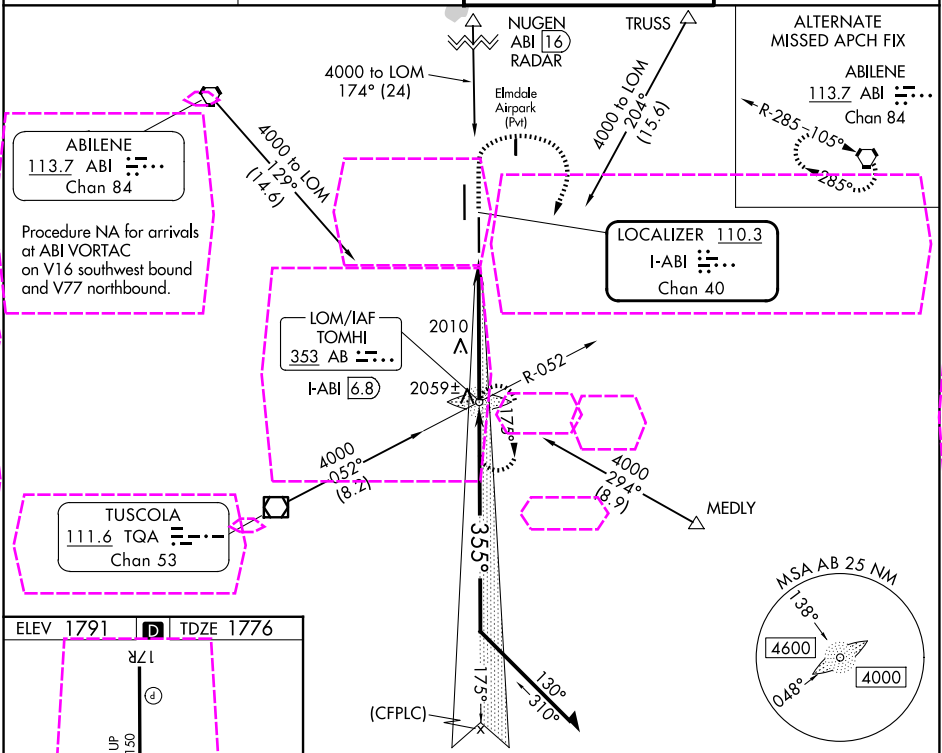 NUGEN
ABI 16
RADAR
TRUSS
ALTERNATE
MISSED APCH FIX
ABILENE
113.7 ABI
Chan 84
R-285
105°
285°
4000 to LOM
174° (24)
Elmdale
Airpark
(Pvt)
4000 to LOM
204°
(15.6)
4000 to LOM
129°
(14.6)
ABILENE
113.7 ABI
Chan 84
Procedure NA for arrivals
at ABI VORTAC
on V16 southwest bound
and V77 northbound.
LOCALIZER 110.3
I-ABI
Chan 40
LOM/IAF
TOMHI
353 AB
I-ABI 6.8
2010
2059±
R-052
175°
4000
052°
(8.2)
4000
294°
(8.9)
MEDLY
TUSCOLA
111.6 TQA
Chan 53
355°
MSA AB 25 NM
138°
4600
4000
048°
130°
310°
175°
(CFPLC)
ELEV 1791 D TDZE 1776
17R
P
UP
150